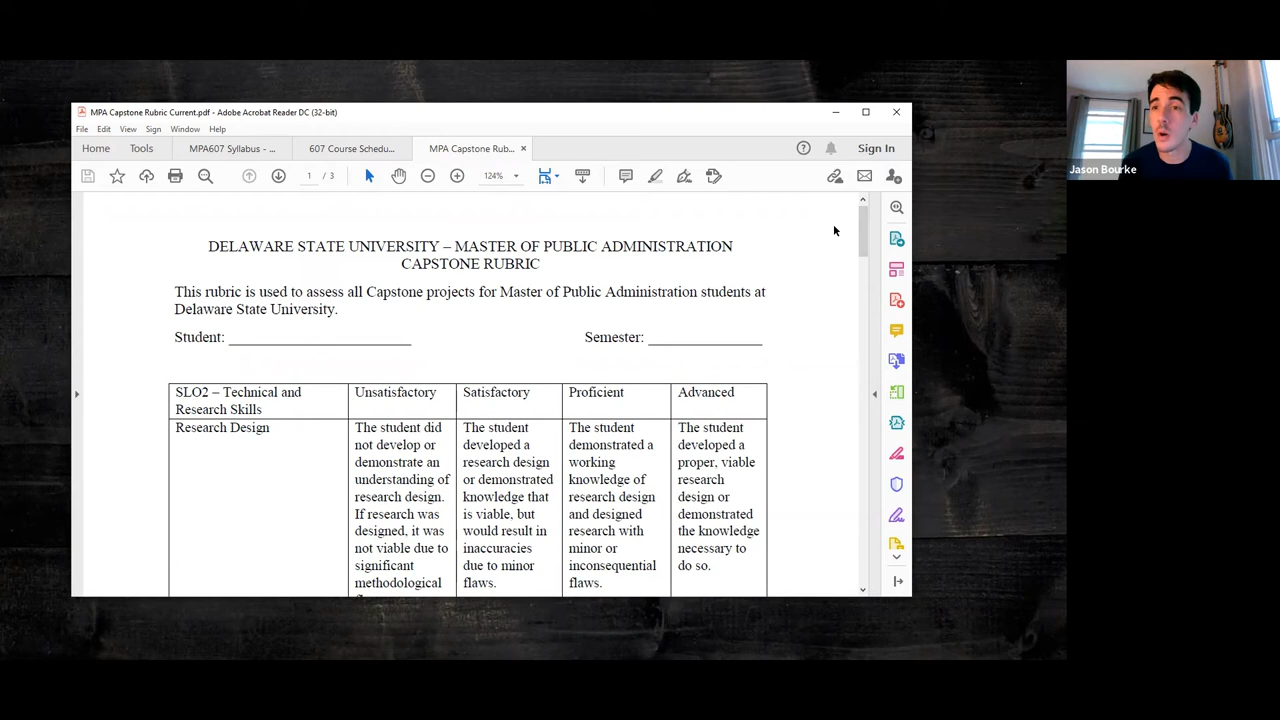 MPA Capstone Rubric Current.pdf - Adobe Acrobat Reader DC (32-bit)
File Edit View Sign Window Help
Home Tools MPA607 Syllabus - ... 607 Course Schedu... MPA Capstone Rub... Sign In
1 / 3 124%
Jason Bourke
DELAWARE STATE UNIVERSITY – MASTER OF PUBLIC ADMINISTRATION
CAPSTONE RUBRIC
This rubric is used to assess all Capstone projects for Master of Public Administration students at
Delaware State University.
Student: Semester:
SLO2 – Technical and
Research Skills
Unsatisfactory
Satisfactory
Proficient
Advanced
Research Design
The student did
not develop or
demonstrate an
understanding of
research design.
If research was
designed, it was
not viable due to
significant
methodological
The student
developed a
research design
or demonstrated
knowledge that
is viable, but
would result in
inaccuracies
due to minor
flaws.
The student
demonstrated a
working
knowledge of
research design
and designed
research with
minor or
inconsequential
flaws.
The student
developed a
proper, viable
research
design or
demonstrated
the knowledge
necessary to
do so.